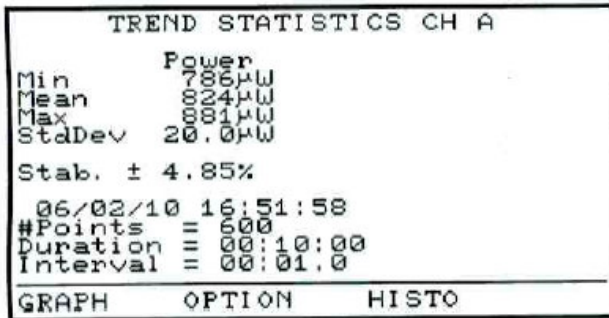 TREND STATISTICS CH A
Power
Min 786µW
Mean 824µW
Max 881µW
StdDev 20.0µW
Stab. ± 4.85%
06/02/10 16:51:58
#Points = 600
Duration = 00:10:00
Interval = 00:01.0
GRAPH OPTION HISTO